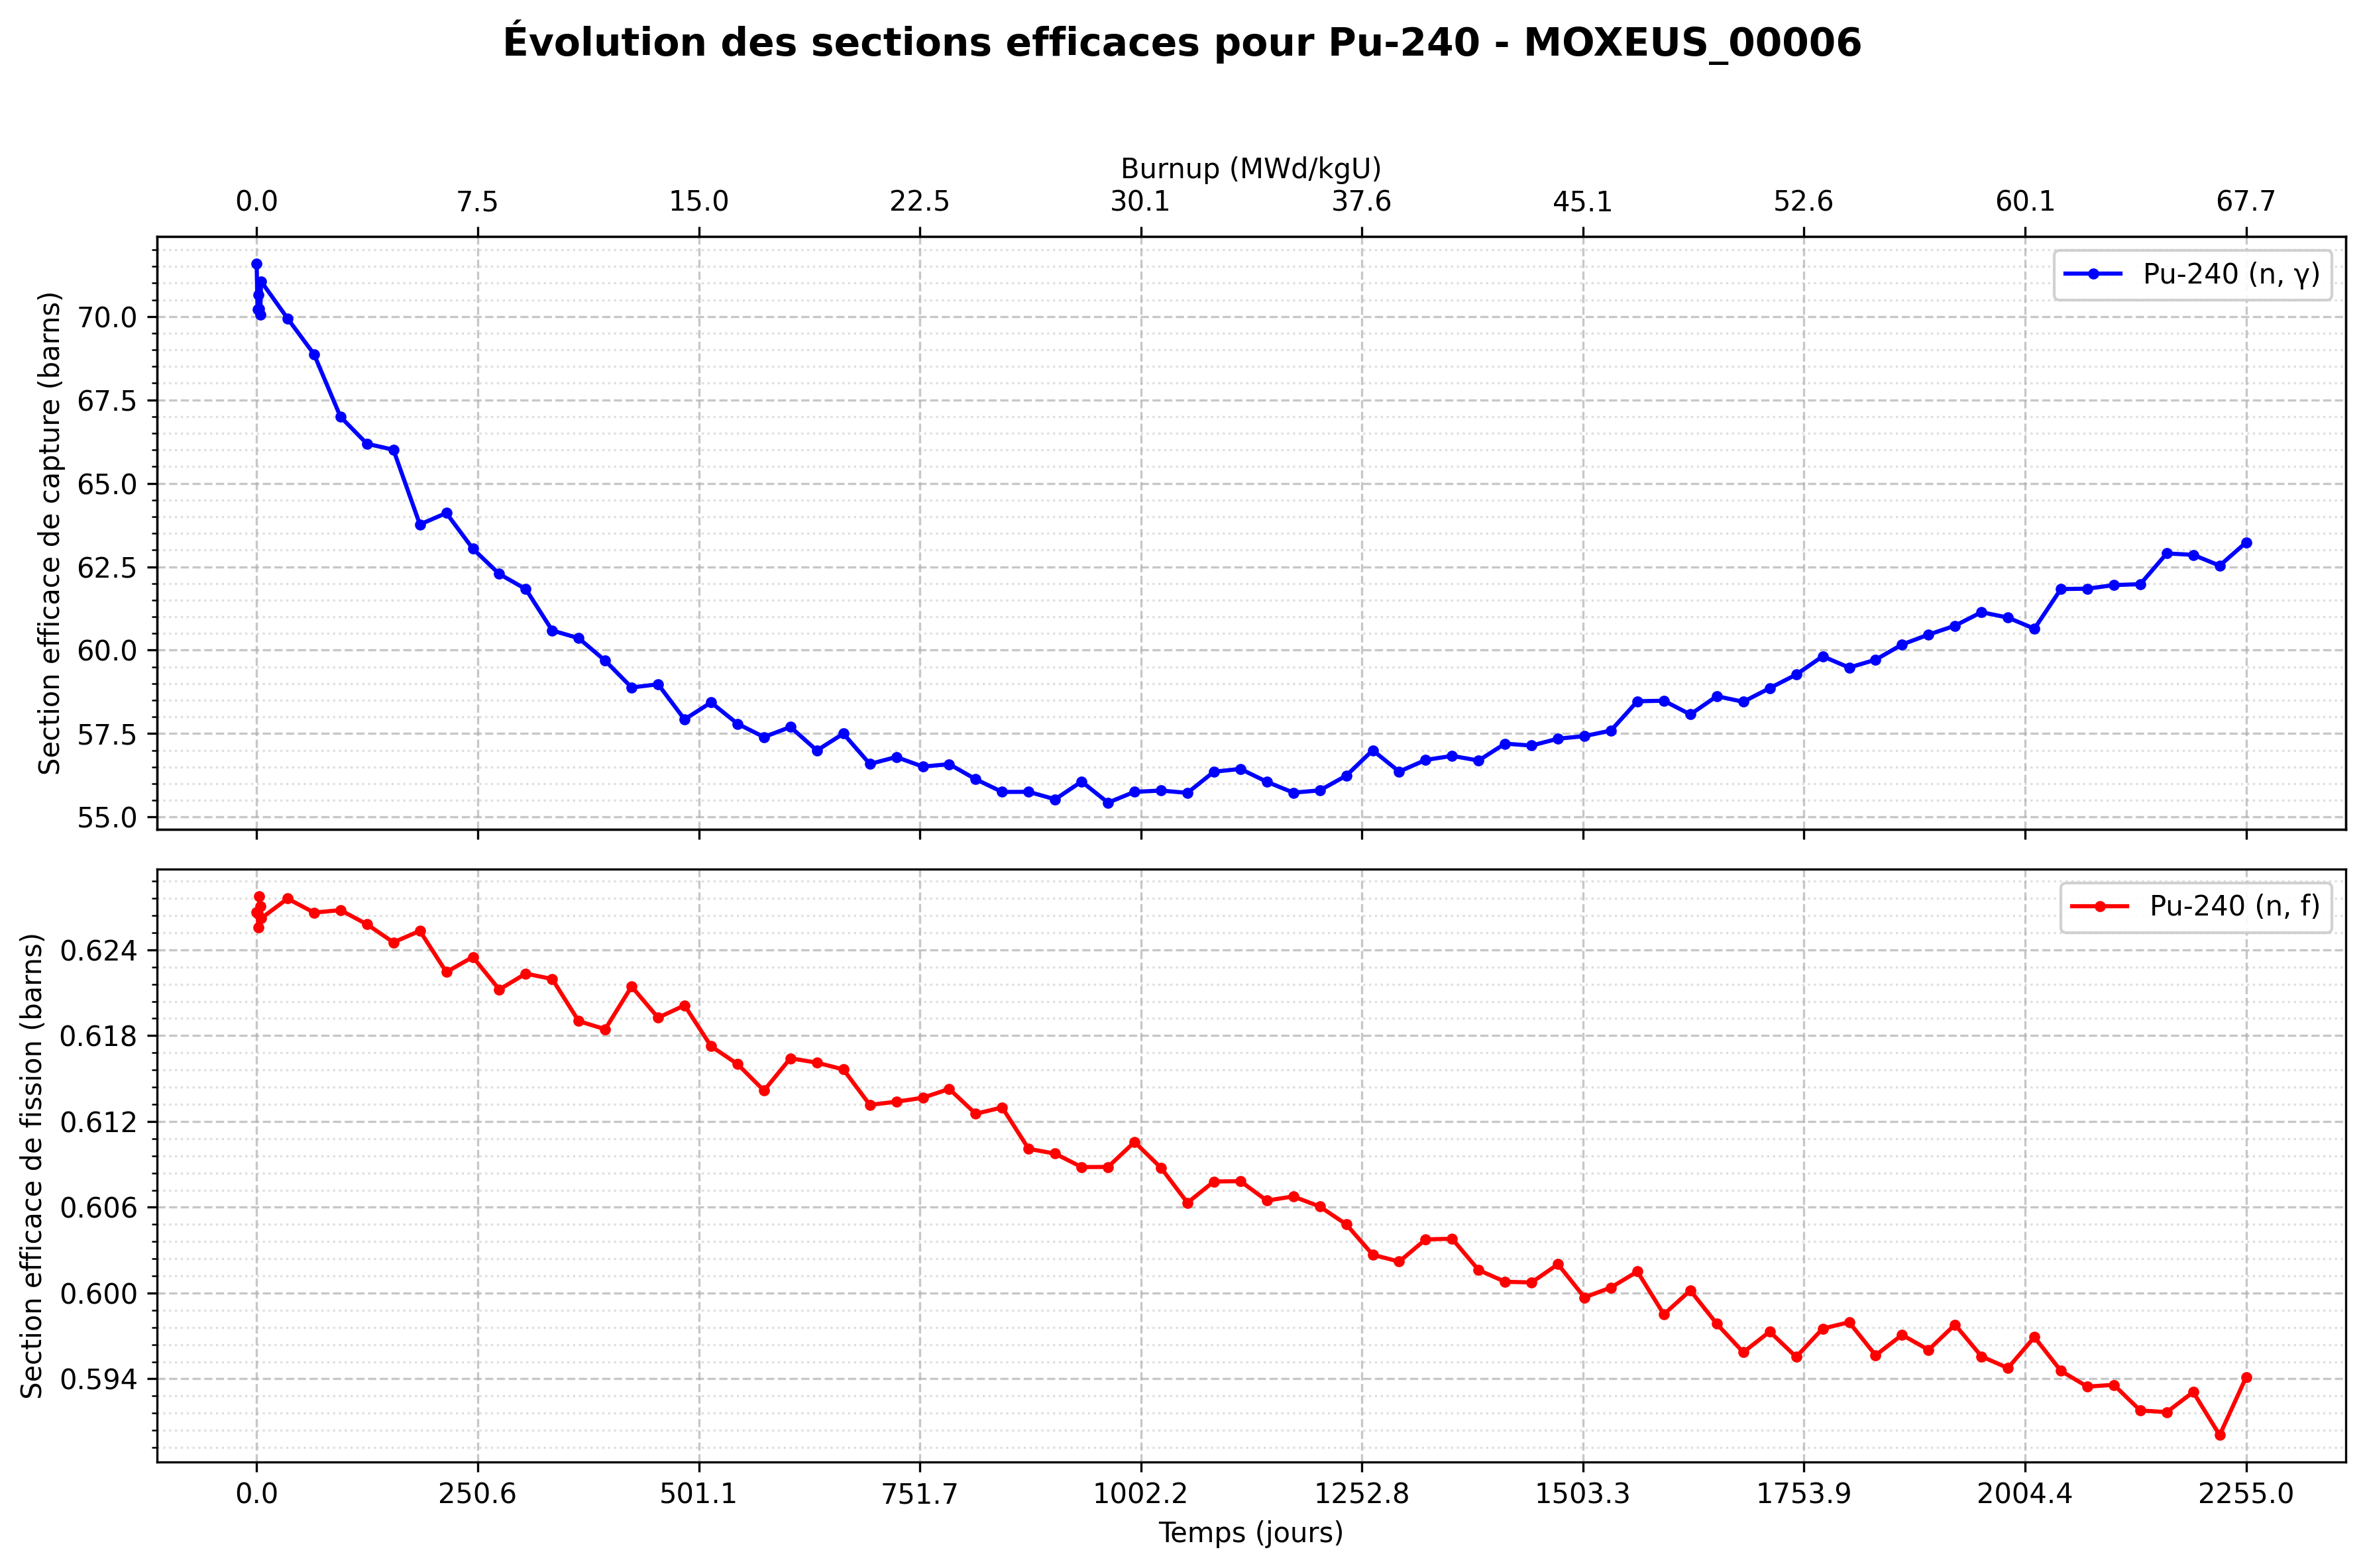 Évolution des sections efficaces pour Pu-240 - MOXEUS_00006
Burnup (MWd/kgU)
0.0 7.5 15.0 22.5 30.1 37.6 45.1 52.6 60.1 67.7
Section efficace de capture (barns)
70.0
67.5
65.0
62.5
60.0
57.5
55.0
Pu-240 (n, γ)
Section efficace de fission (barns)
0.624
0.618
0.612
0.606
0.600
0.594
Pu-240 (n, f)
0.0 250.6 501.1 751.7 1002.2 1252.8 1503.3 1753.9 2004.4 2255.0
Temps (jours)